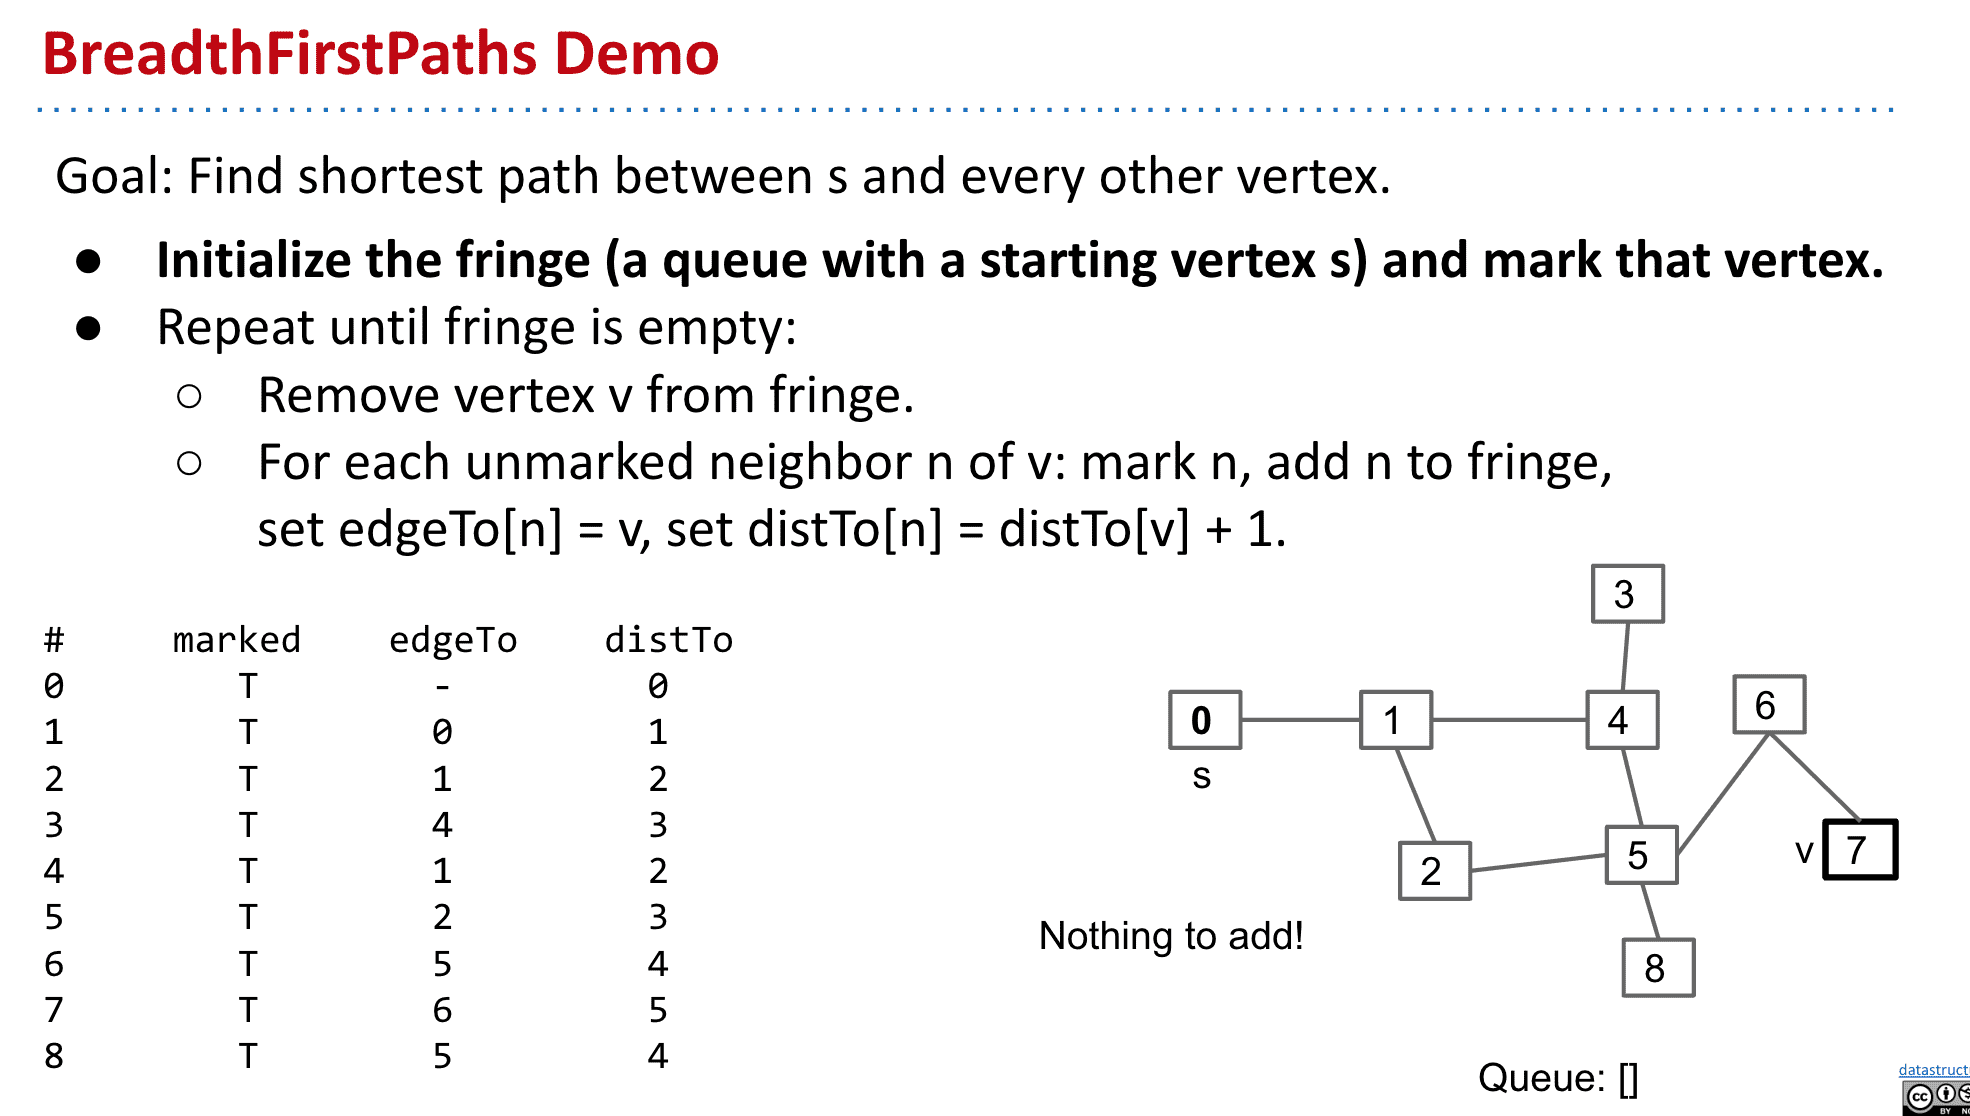 BreadthFirstPaths Demo
Goal: Find shortest path between s and every other vertex.
● Initialize the fringe (a queue with a starting vertex s) and mark that vertex.
● Repeat until fringe is empty:
○ Remove vertex v from fringe.
○ For each unmarked neighbor n of v: mark n, add n to fringe,
set edgeTo[n] = v, set distTo[n] = distTo[v] + 1.
# marked edgeTo distTo
0 T - 0
1 T 0 1
2 T 1 2
3 T 4 3
4 T 1 2
5 T 2 3
6 T 5 4
7 T 6 5
8 T 5 4
3
6
0 1 4
s
5
v 7
2
Nothing to add!
8
Queue: []
datastruct
cc
BY